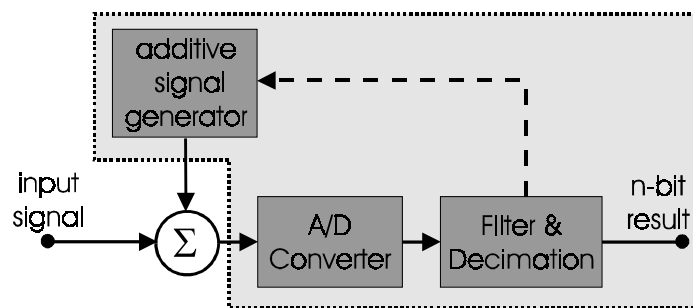 additive
signal
generator
input
signal
Σ
A/D
Converter
Filter &
Decimation
n-bit
result